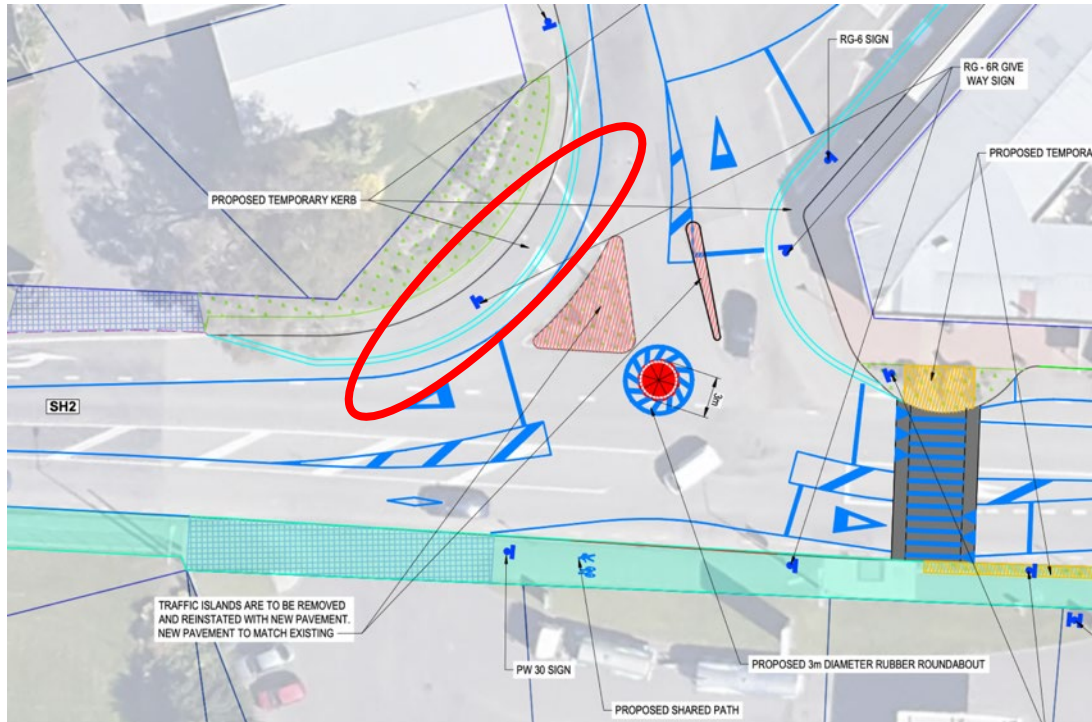 RG-6 SIGN
RG - 6R GIVE
WAY SIGN
PROPOSED TEMPORA
PROPOSED TEMPORARY KERB
3m
SH2
TRAFFIC ISLANDS ARE TO BE REMOVED
AND REINSTATED WITH NEW PAVEMENT.
NEW PAVEMENT TO MATCH EXISTING
PW 30 SIGN
PROPOSED 3m DIAMETER RUBBER ROUNDABOUT
PROPOSED SHARED PATH